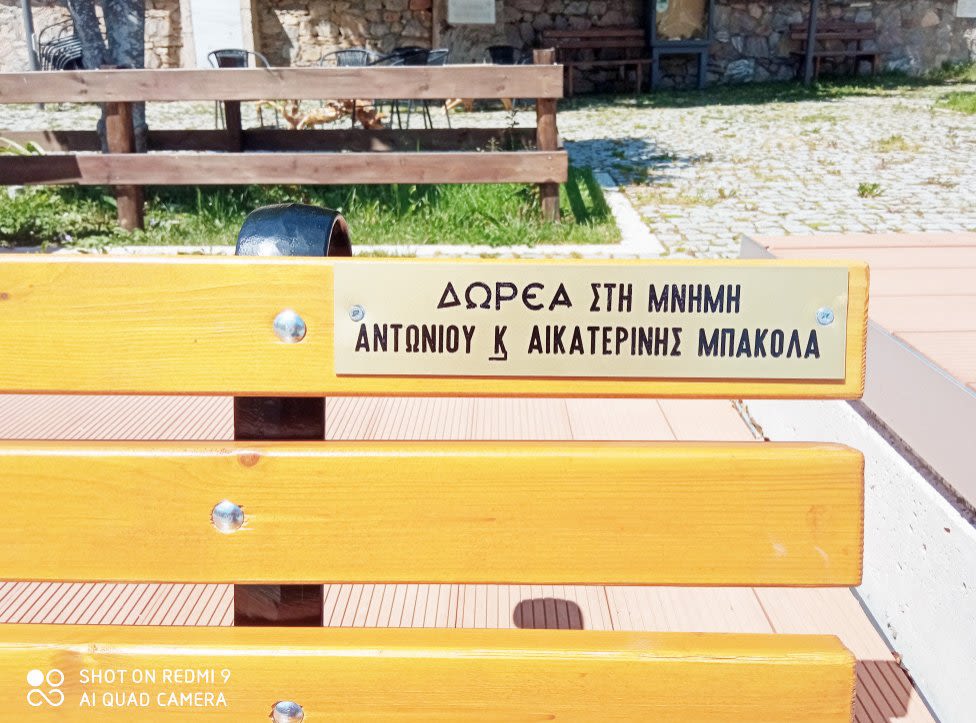 ΔΩΡΕΑ ΣΤΗ ΜΝΗΜΗ
ΑΝΤΩΝΙΟΥ Κ ΑΙΚΑΤΕΡΙΝΗΣ ΜΠΑΚΟΛΑ
SHOT ON REDMI 9
AI QUAD CAMERA